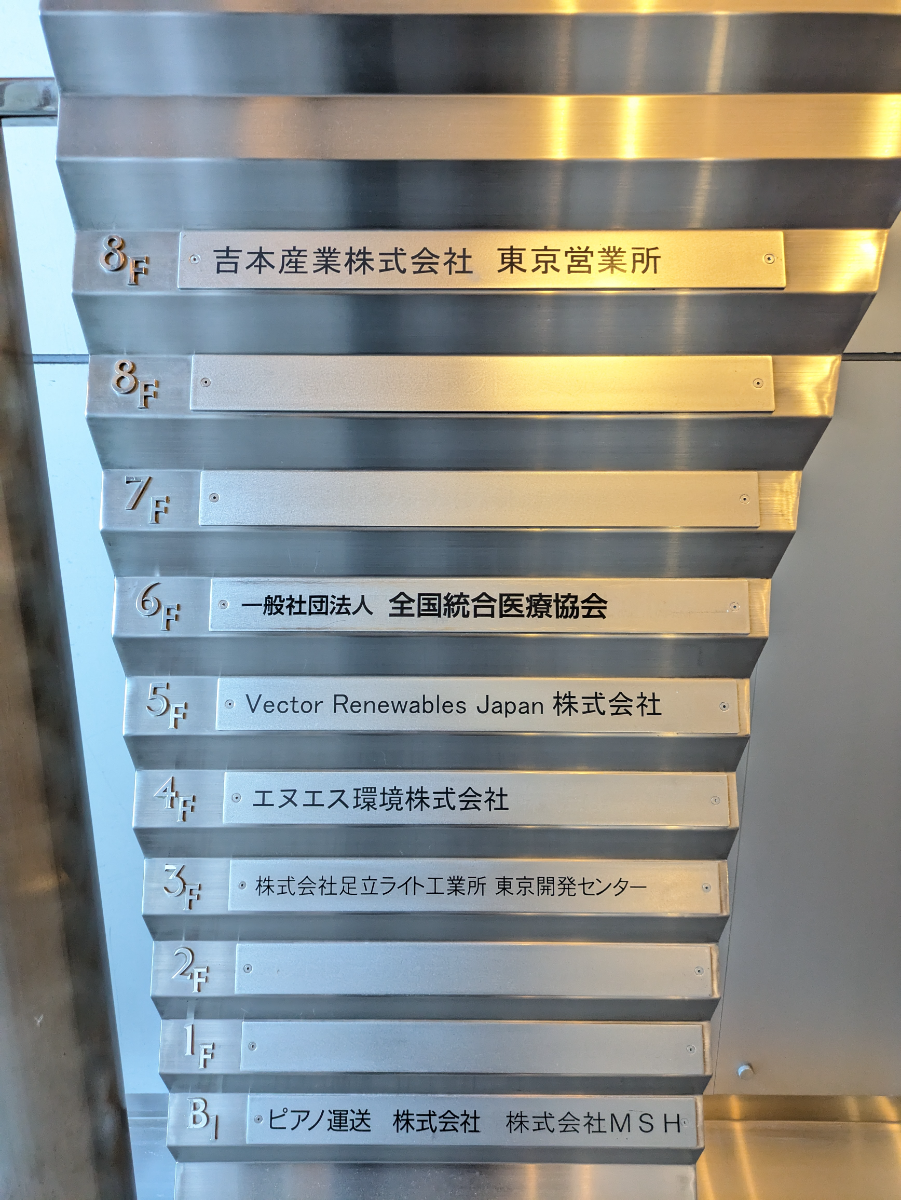 8F 吉本産業株式会社 東京営業所
8F
7F
6F 一般社団法人 全国統合医療協会
5F Vector Renewables Japan 株式会社
4F エヌエス環境株式会社
3F 株式会社足立ライト工業所 東京開発センター
2F
1F
B1 ピアノ運送 株式会社 株式会社MSH